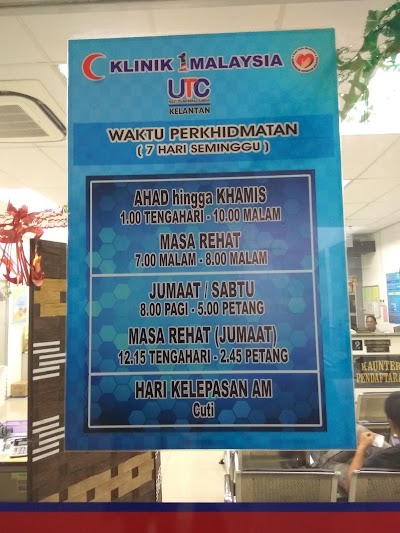 KLINIK 1MALAYSIA
UTC
KELANTAN
WAKTU PERKHIDMATAN
( 7 HARI SEMINGGU )
AHAD hingga KHAMIS
1.00 TENGAHARI - 10.00 MALAM
MASA REHAT
7.00 MALAM - 8.00 MALAM
JUMAAT / SABTU
8.00 PAGI - 5.00 PETANG
MASA REHAT (JUMAAT)
12.15 TENGAHARI - 2.45 PETANG
HARI KELEPASAN AM
Cuti
KAUNTER
PENDAFTARA